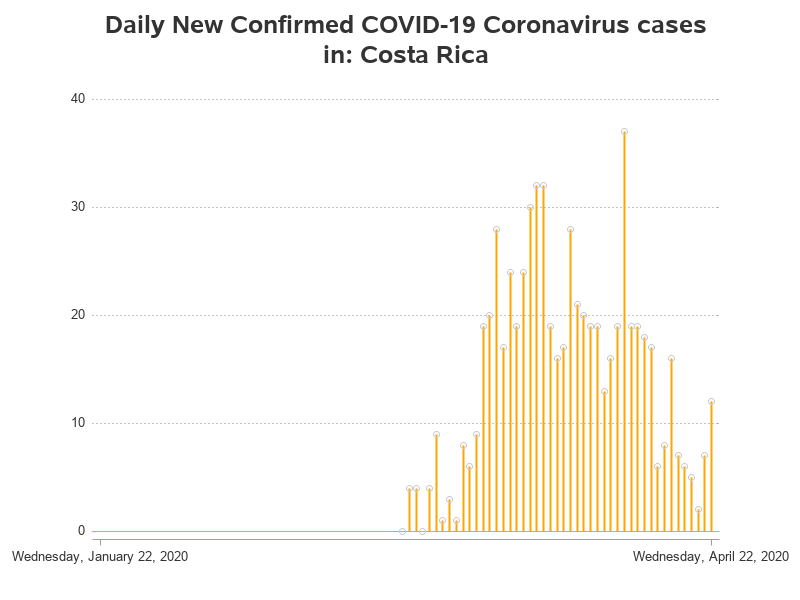 Daily New Confirmed COVID-19 Coronavirus cases
in: Costa Rica
40
30
20
10
0
Wednesday, January 22, 2020
Wednesday, April 22, 2020